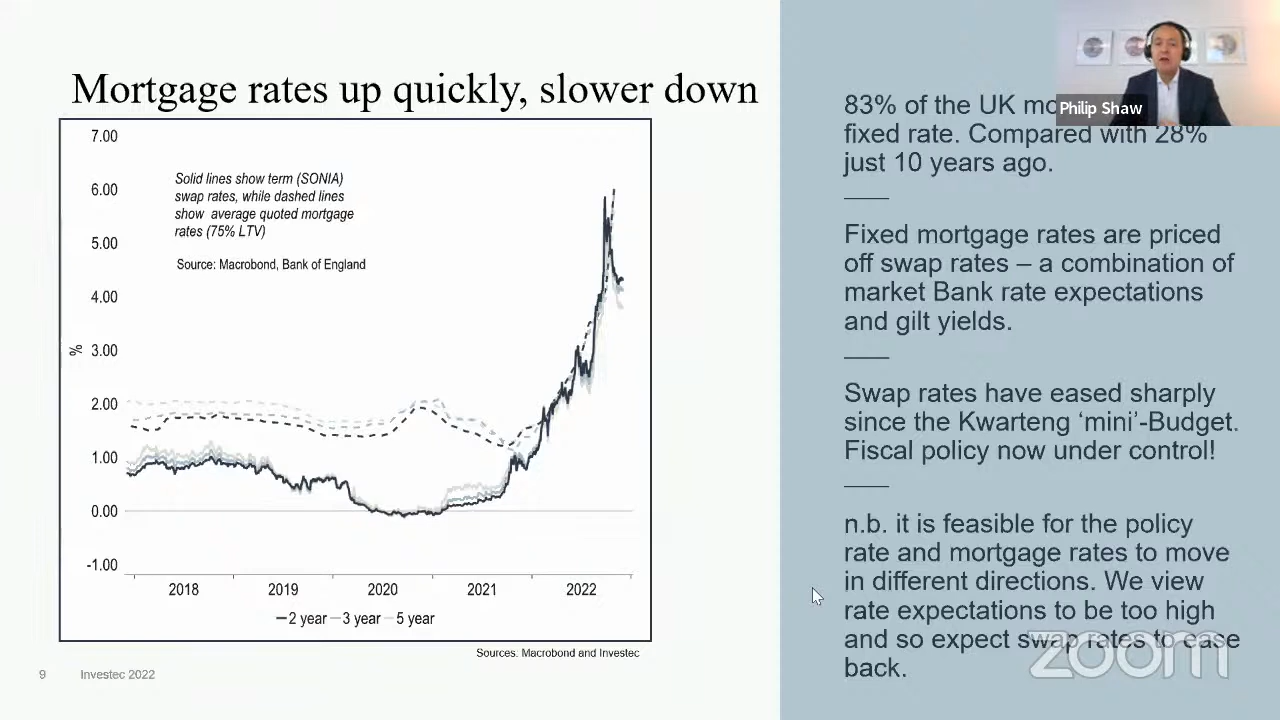 Mortgage rates up quickly, slower down
7.00
6.00
5.00
4.00
3.00
2.00
1.00
0.00
-1.00
%
Solid lines show term (SONIA)
swap rates, while dashed lines
show average quoted mortgage
rates (75% LTV)
Source: Macrobond, Bank of England
2018 2019 2020 2021 2022
2 year 3 year 5 year
Sources: Macrobond and Investec
9 Investec 2022
Philip Shaw
83% of the UK
fixed rate. Compared with 28%
just 10 years ago.
Fixed mortgage rates are priced
off swap rates – a combination of
market Bank rate expectations
and gilt yields.
Swap rates have eased sharply
since the Kwarteng ‘mini’-Budget.
Fiscal policy now under control!
n.b. it is feasible for the policy
rate and mortgage rates to move
in different directions. We view
rate expectations to be too high
and so expect swap rates to ease
back.
zoom